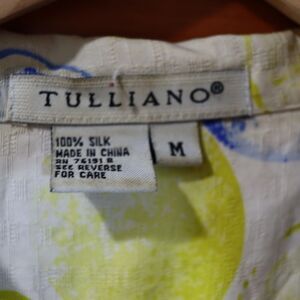 TULLIANO®
100% SILK
MADE IN CHINA
RN 76191 B
SEE REVERSE
FOR CARE
M